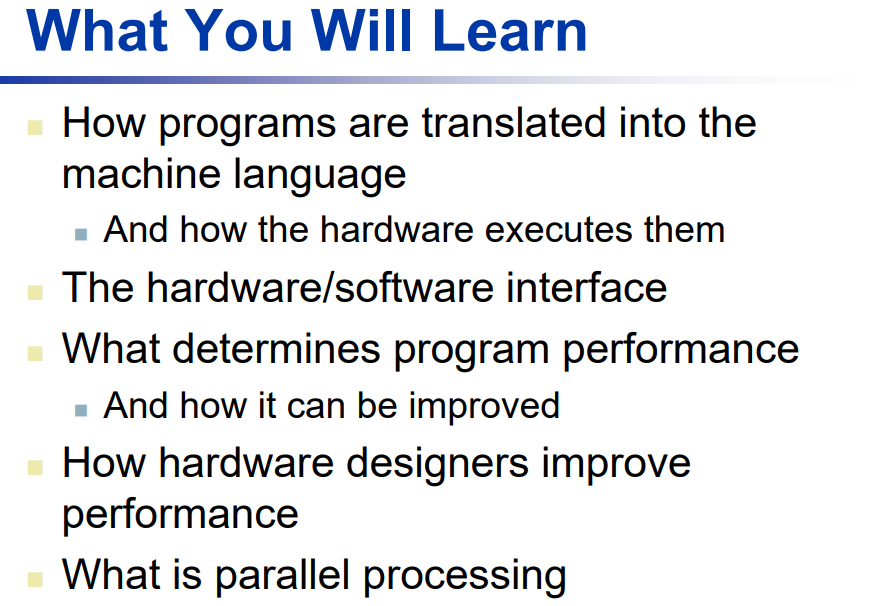 What You Will Learn
How programs are translated into the
machine language
And how the hardware executes them
The hardware/software interface
What determines program performance
And how it can be improved
How hardware designers improve
performance
What is parallel processing